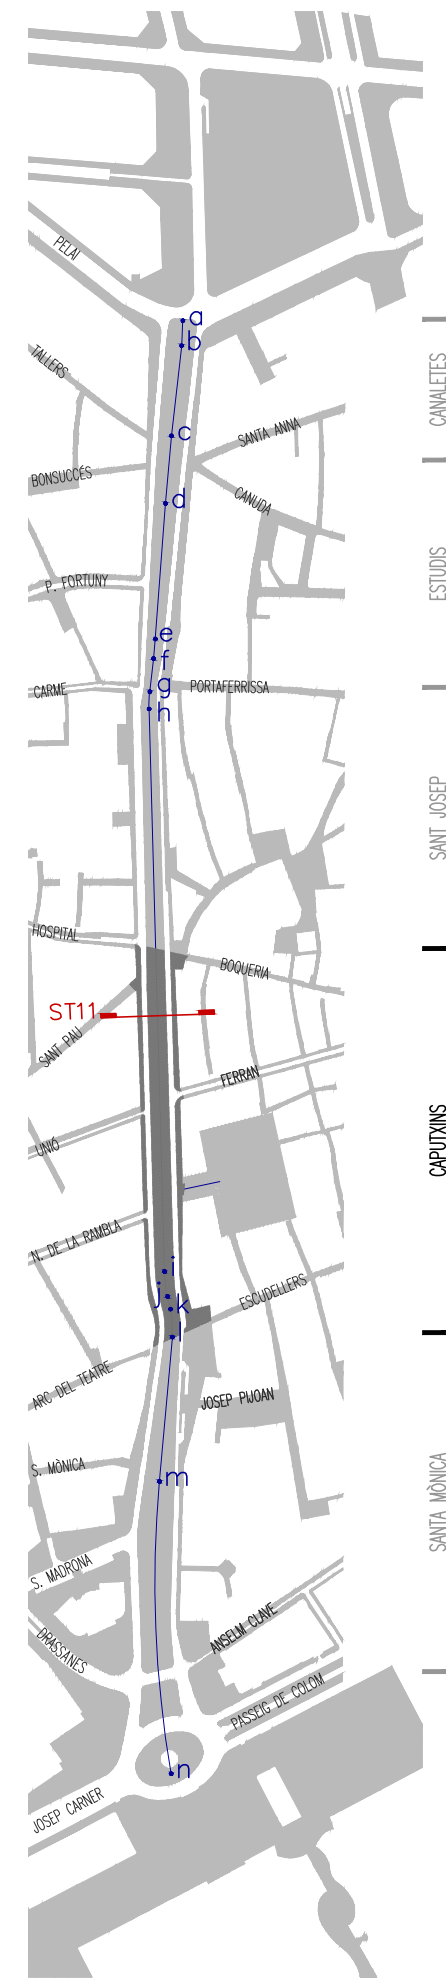 PELAI
a
b
TALLERS
CANALETES
c
SANTA ANNA
BONSUCCÉS
CANUDA
d
ESTUDIS
P. FORTUNY
e
f
g
CARME
PORTAFERRISSA
h
SANT JOSEP
HOSPITAL
BOQUERIA
ST11
SANT PAU
FERRAN
CAPUTXINS
UNIÓ
N. DE LA RAMBLA
i
j
k
ESCUDELLERS
l
ARC DEL TEATRE
JOSEP PIJOAN
S. MÒNICA
m
SANTA MÒNICA
S. MADRONA
DRASSANES
ANSELM CLAVE
PASSEIG DE COLOM
n
JOSEP CARNER